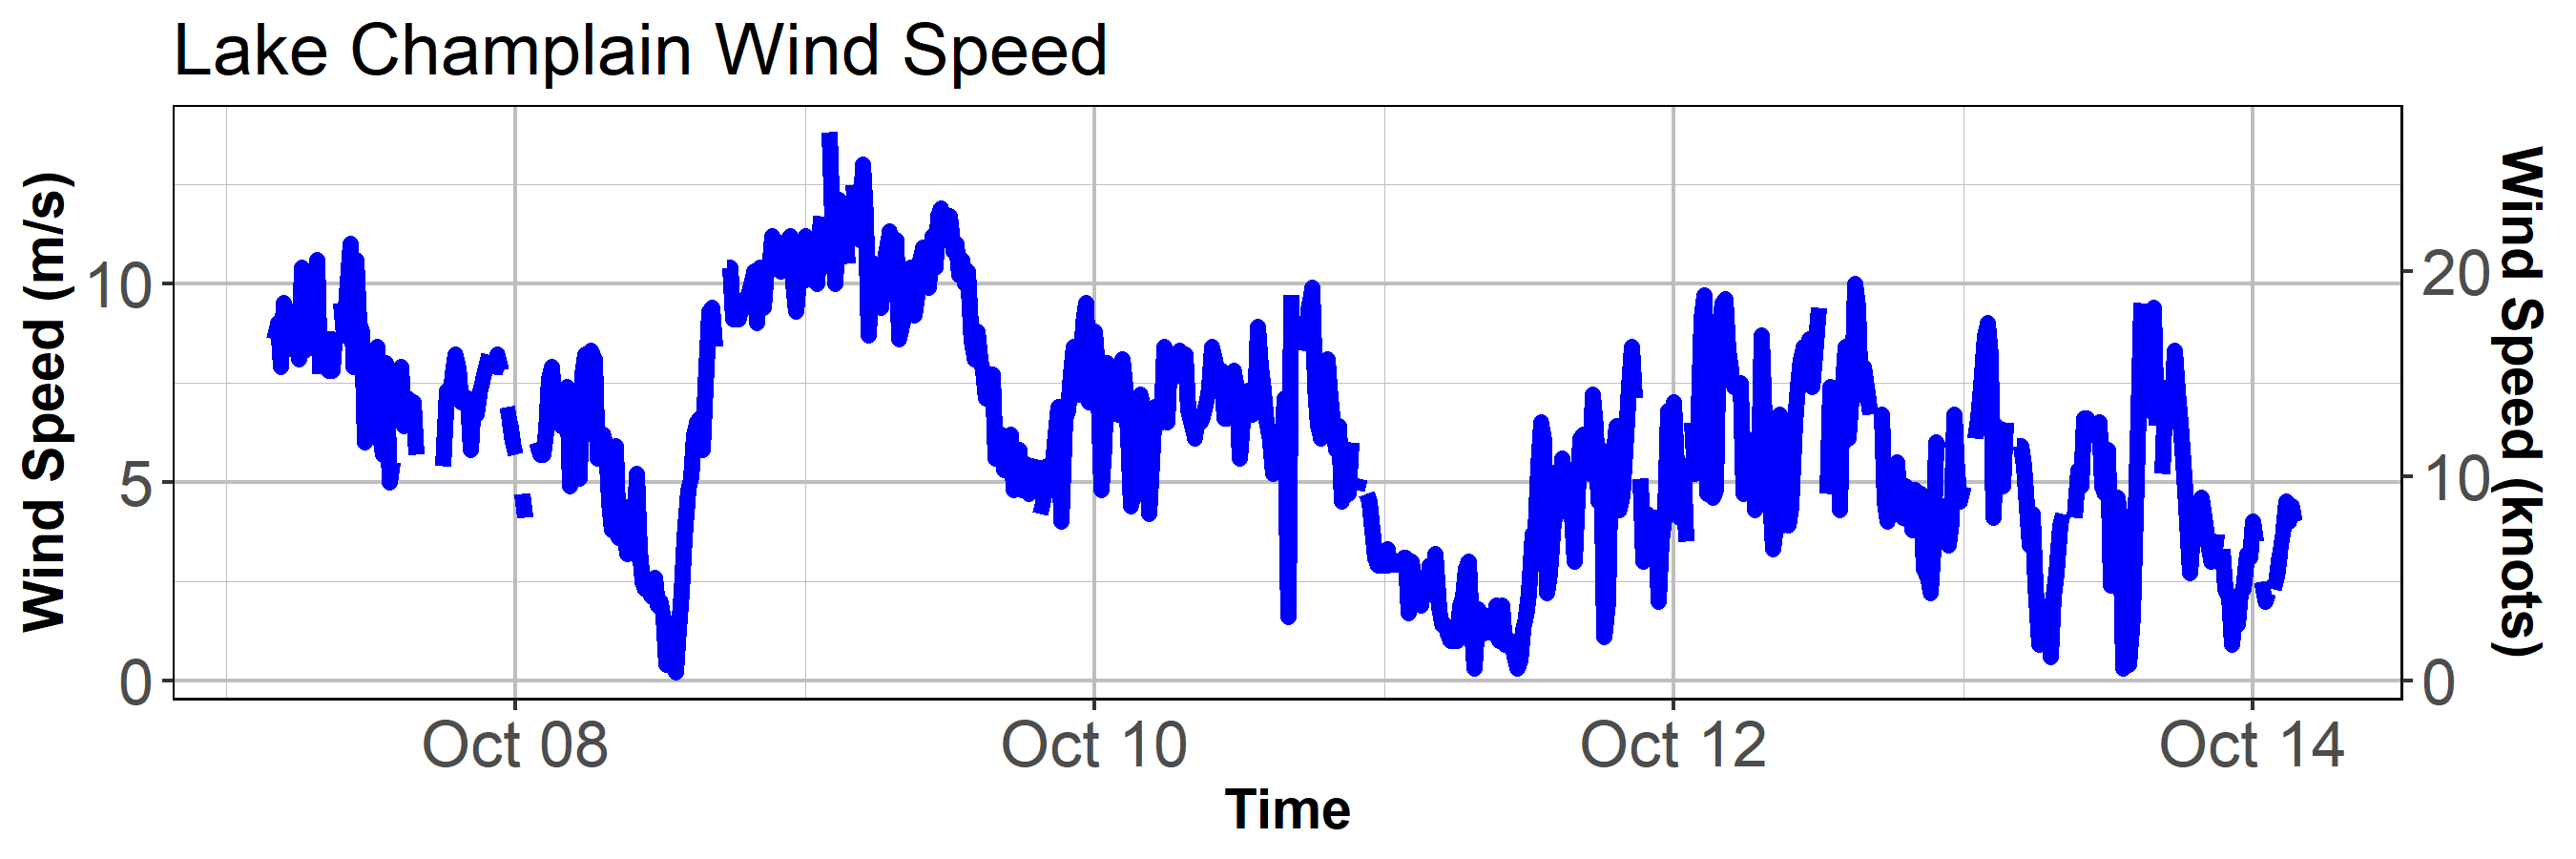 Lake Champlain Wind Speed
Wind Speed (m/s)
10
5
0
20
10
0
Wind Speed (knots)
Oct 08
Oct 10
Oct 12
Oct 14
Time